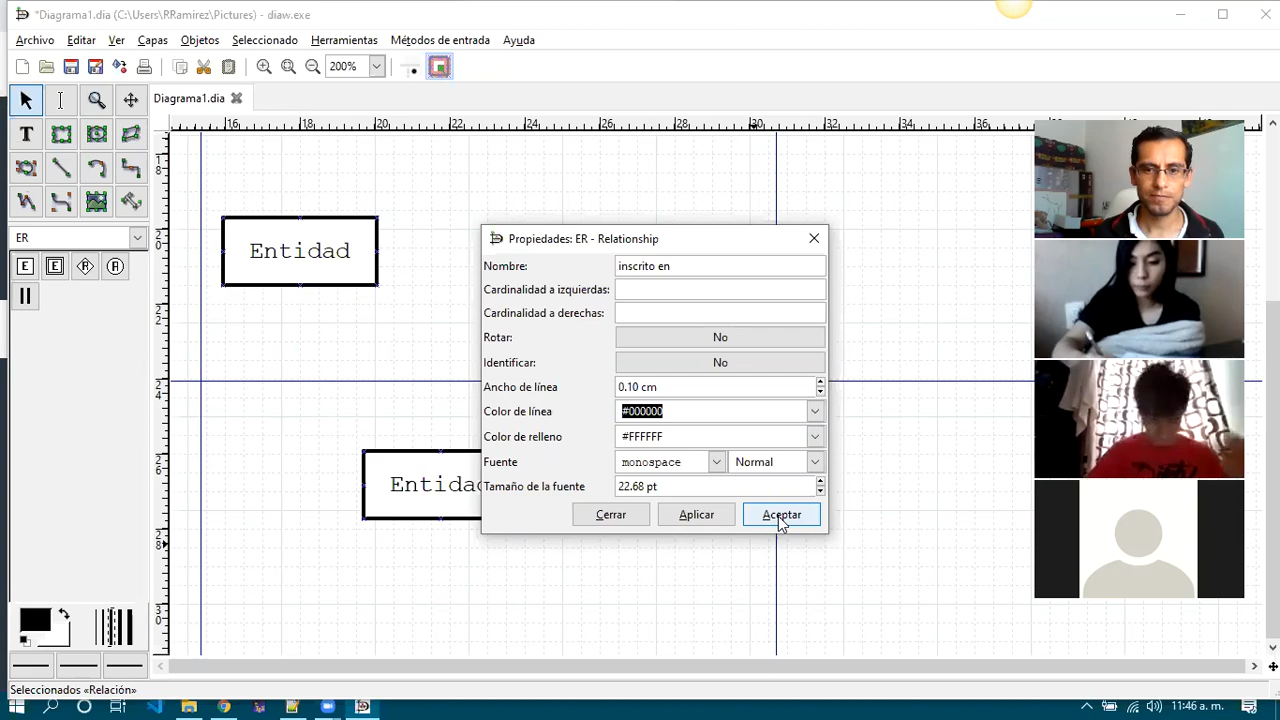 *Diagrama1.dia (C:\Users\RRamirez\Pictures) - diaw.exe
Archivo Editar Ver Capas Objetos Seleccionado Herramientas Métodos de entrada Ayuda
200%
Diagrama1.dia
16 18 20 22 24 26 28 30 32 34 36
T
ER
E E R R
Entidad
Entidad
Propiedades: ER - Relationship
Nombre: inscrito en
Cardinalidad a izquierdas:
Cardinalidad a derechas:
Rotar: No
Identificar: No
Ancho de línea 0.10 cm
Color de línea #000000
Color de relleno #FFFFFF
Fuente monospace Normal
Tamaño de la fuente 22.68 pt
Cerrar Aplicar Aceptar
Seleccionados «Relación»
11:46 a. m.